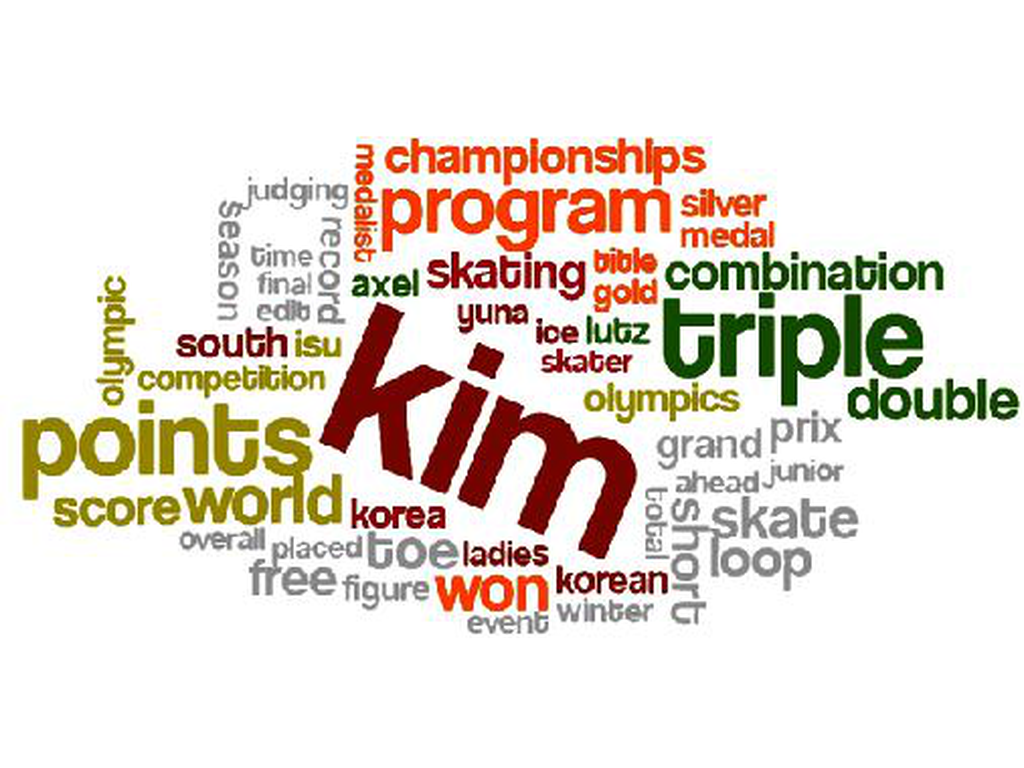 championships
medalist
program
judging
silver
medal
season
record
time
final
edit
axel
skating
title
gold
combination
olympic
south
isu
yuna
ice
lutz
skater
triple
competition
kim
olympics
double
points
grand
prix
ahead
junior
score
world
korea
total
short
skate
loop
overall
placed
toe
ladies
free
figure
won
korean
event
winter